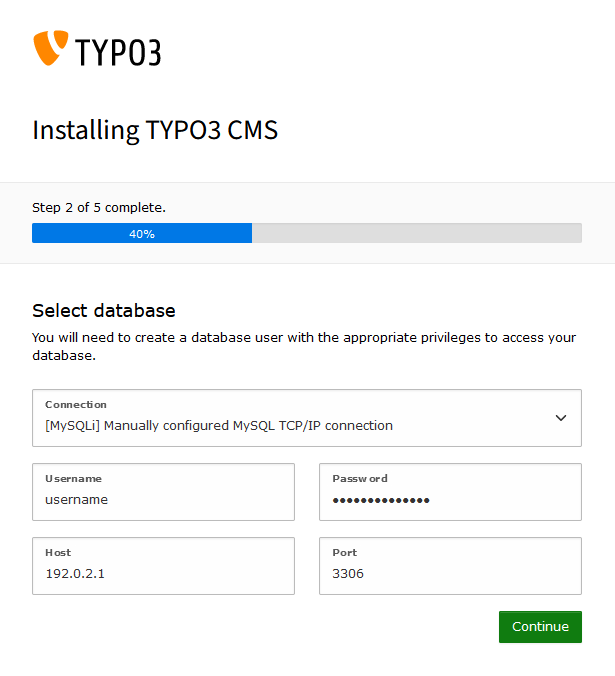 TYPO3
Installing TYPO3 CMS
Step 2 of 5 complete.
40%
Select database
You will need to create a database user with the appropriate privileges to access your
database.
Connection
[MySQLi] Manually configured MySQL TCP/IP connection
Username
username
Password
••••••••••••••
Host
192.0.2.1
Port
3306
Continue